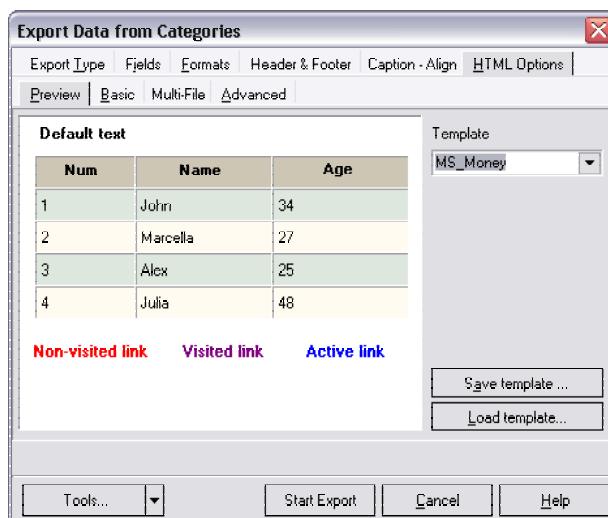 Export Data from Categories
Export Type Fields Formats Header & Footer Caption - Align HTML Options
Preview Basic Multi-File Advanced
Default text
Template
MS_Money
Num Name Age
1 John 34
2 Marcella 27
3 Alex 25
4 Julia 48
Non-visited link Visited link Active link
Save template ...
Load template...
Tools... Start Export Cancel Help